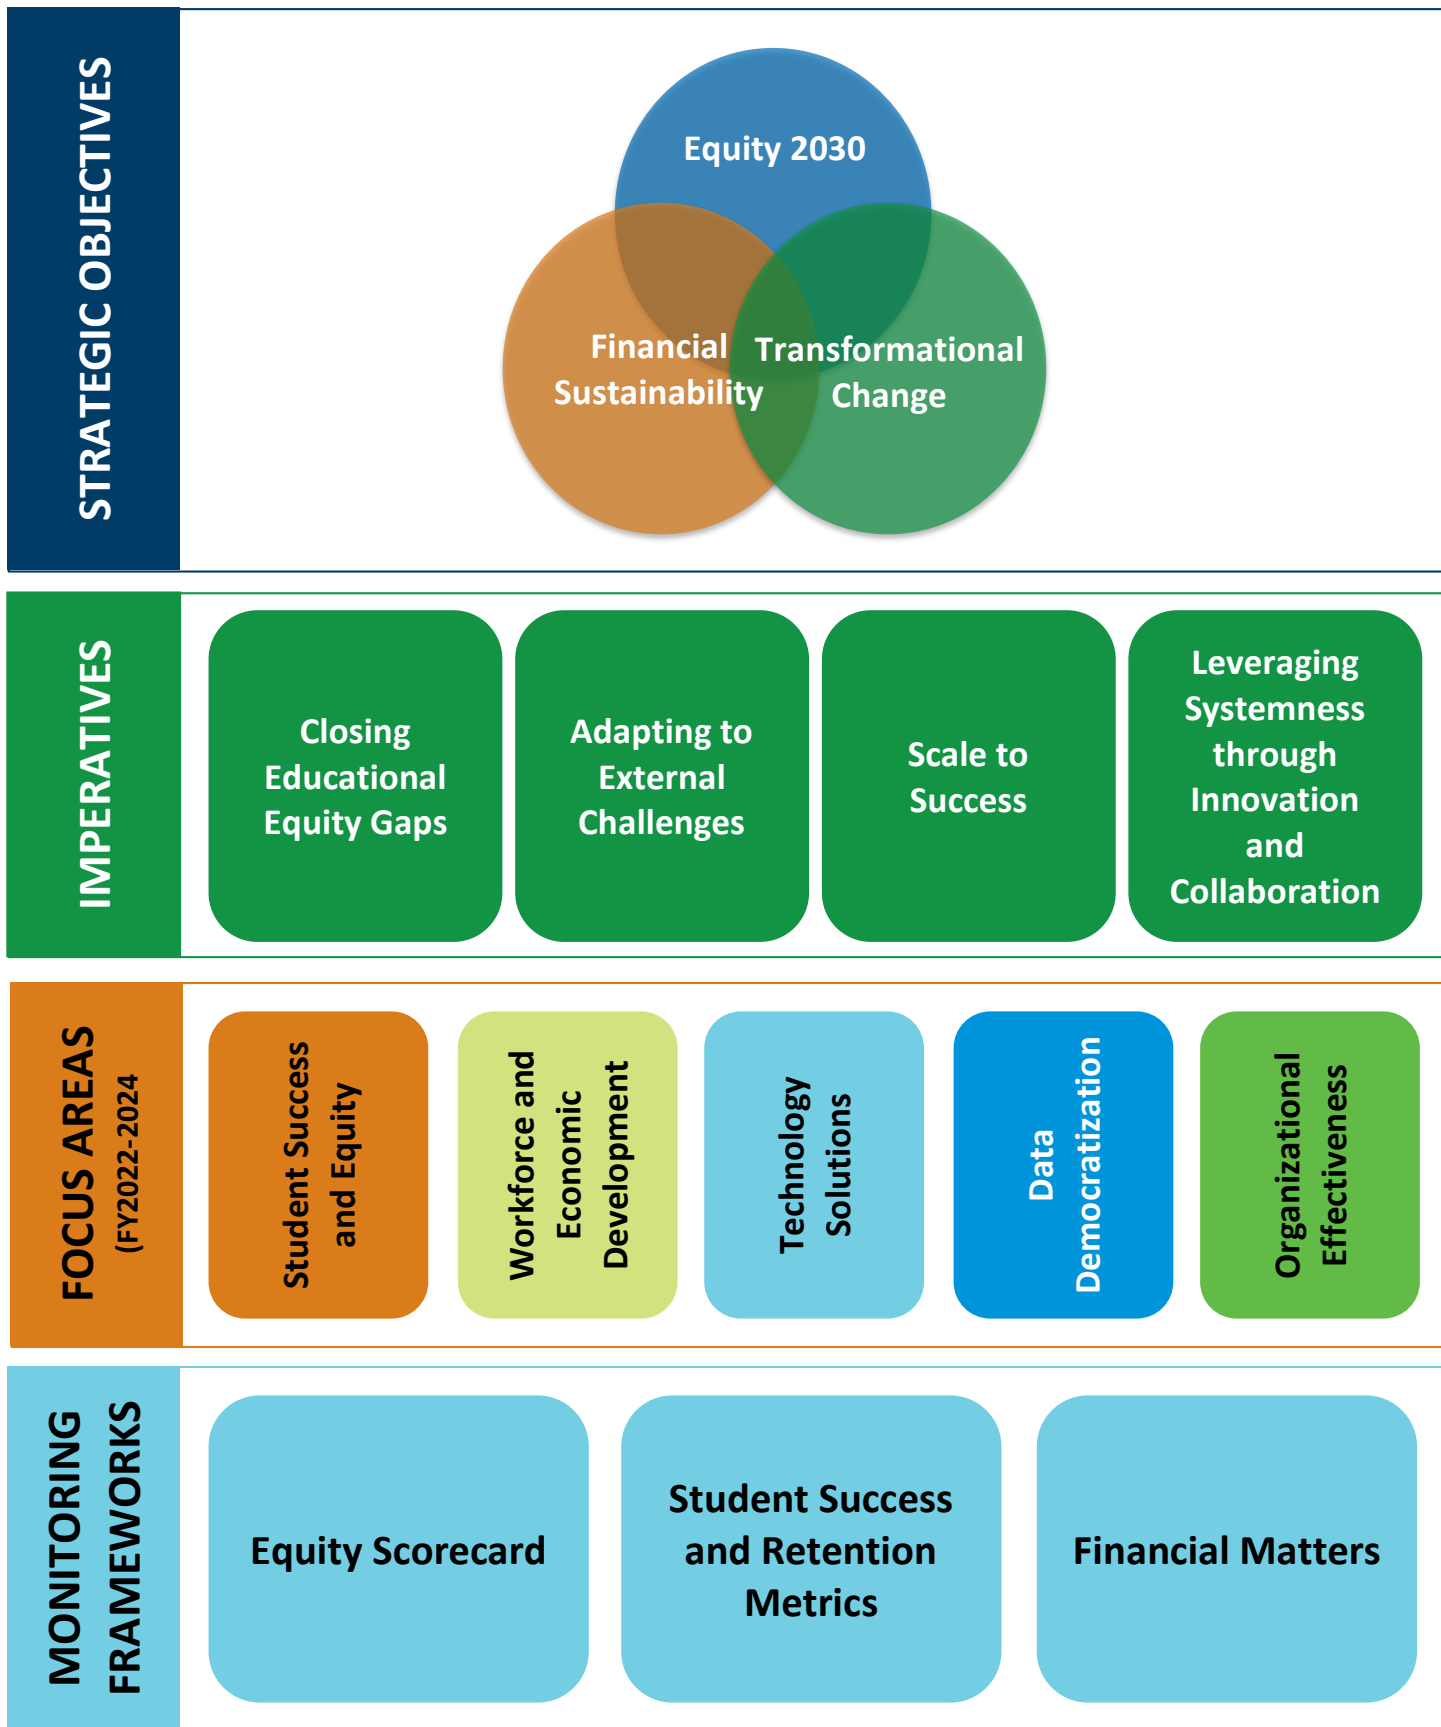 STRATEGIC OBJECTIVES
Equity 2030
Financial
Sustainability
Transformational
Change
IMPERATIVES
Closing
Educational
Equity Gaps
Adapting to
External
Challenges
Scale to
Success
Leveraging
Systemness
through
Innovation
and
Collaboration
FOCUS AREAS
(FY2022-2024
Student Success
and Equity
Workforce and
Economic
Development
Technology
Solutions
Data
Democratization
Organizational
Effectiveness
MONITORING
FRAMEWORKS
Equity Scorecard
Student Success
and Retention
Metrics
Financial Matters